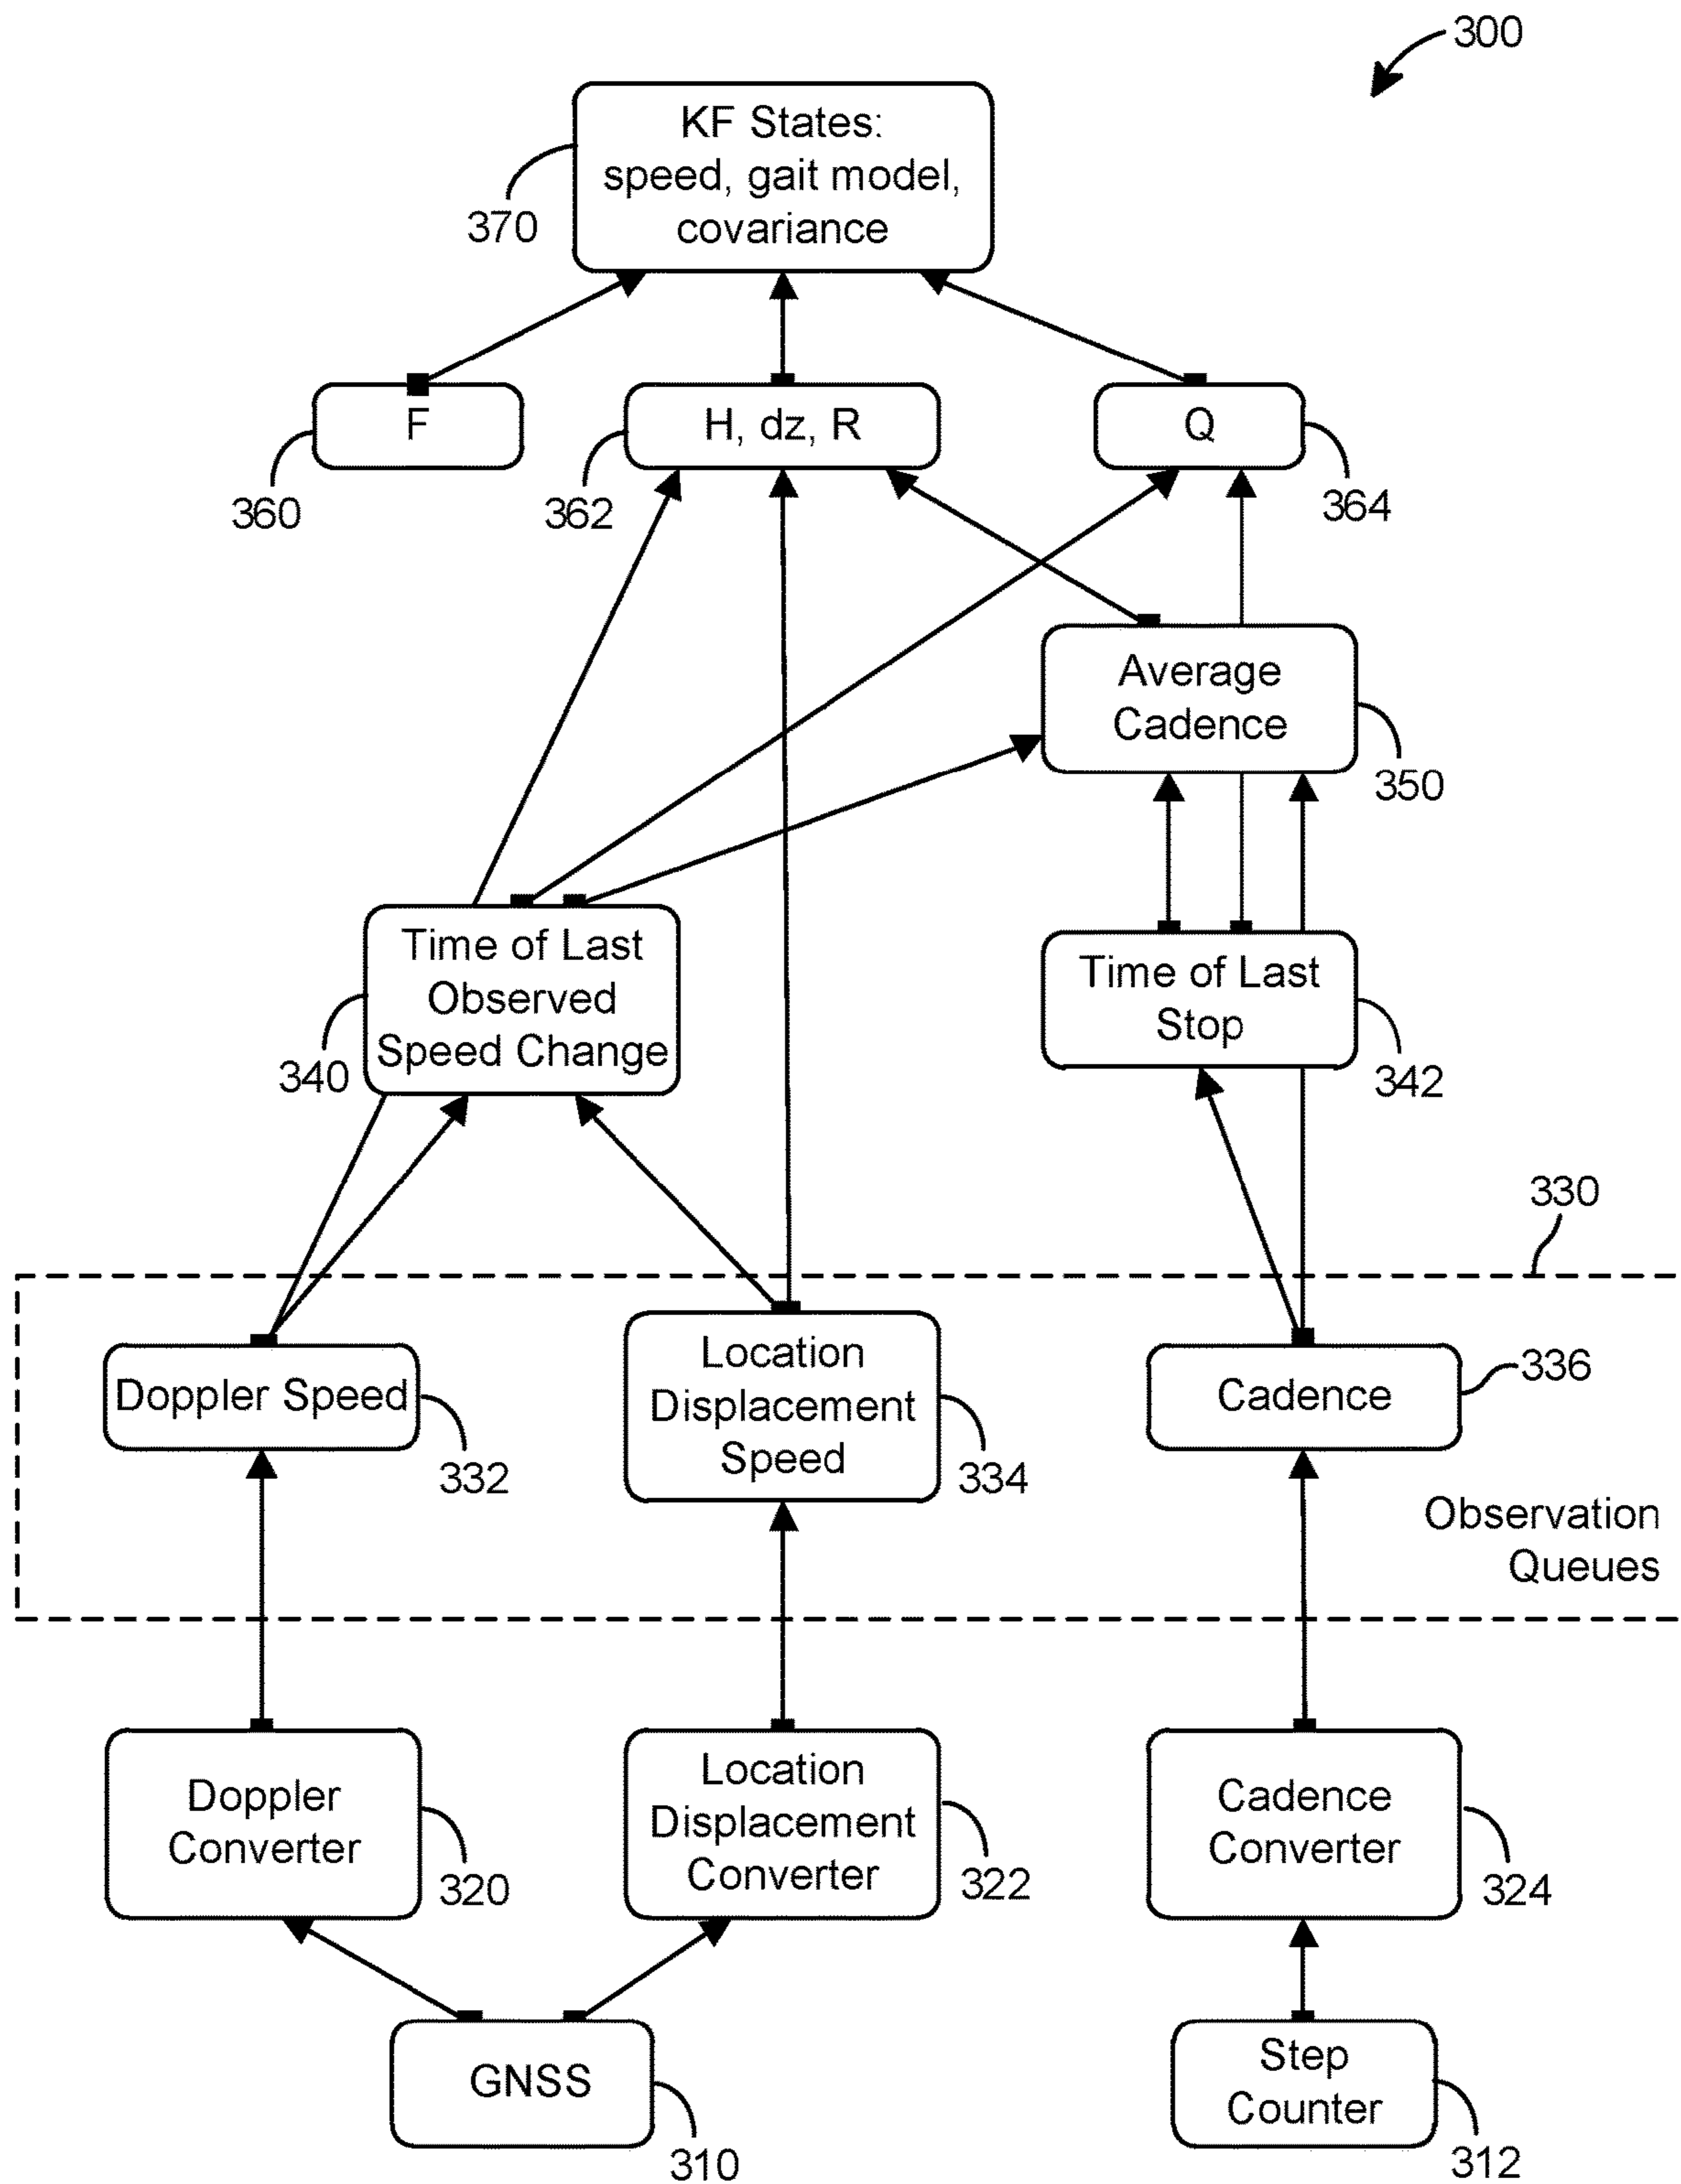 300
KF States:
speed, gait model,
covariance
370
F
H, dz, R
Q
360
362
364
Average
Cadence
350
Time of Last
Observed
Speed Change
340
Time of Last
Stop
342
330
Doppler Speed
332
Location
Displacement
Speed
334
Cadence
336
Observation
Queues
Doppler
Converter
320
Location
Displacement
Converter
322
Cadence
Converter
324
GNSS
310
Step
Counter
312